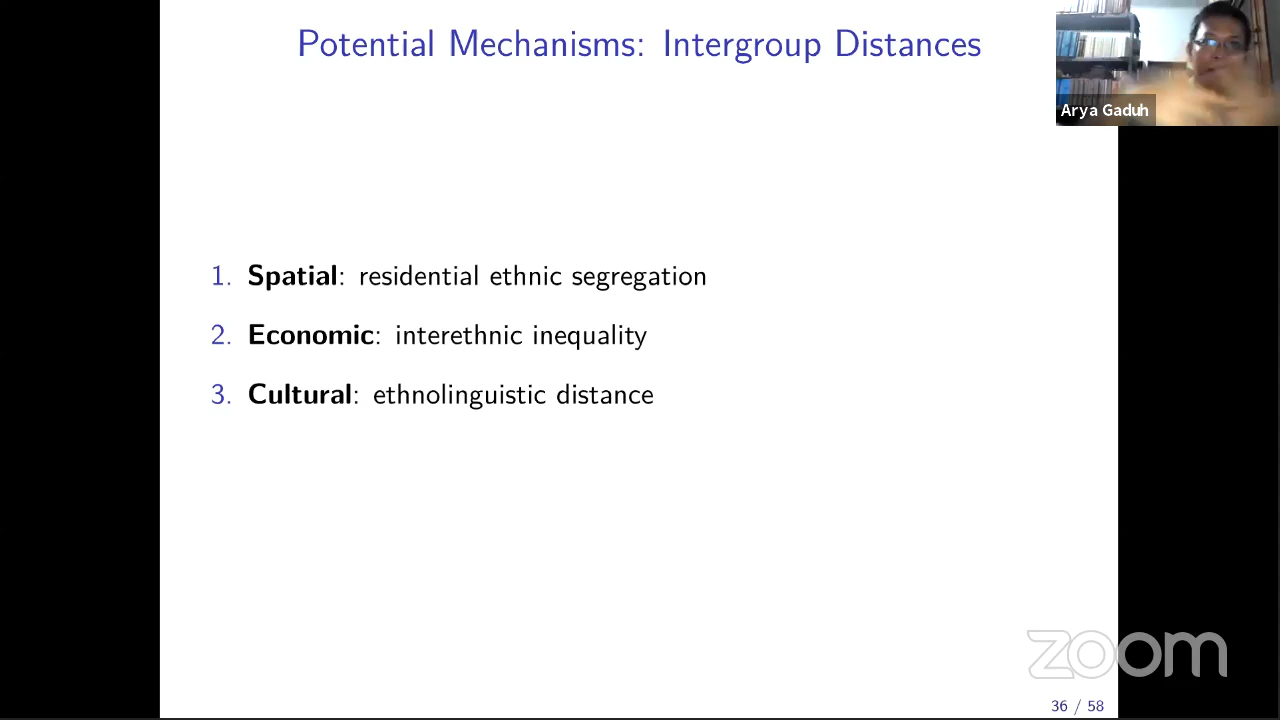 Potential Mechanisms: Intergroup Distances
Arya Gaduh
1. Spatial: residential ethnic segregation
2. Economic: interethnic inequality
3. Cultural: ethnolinguistic distance
zoom
36 / 58